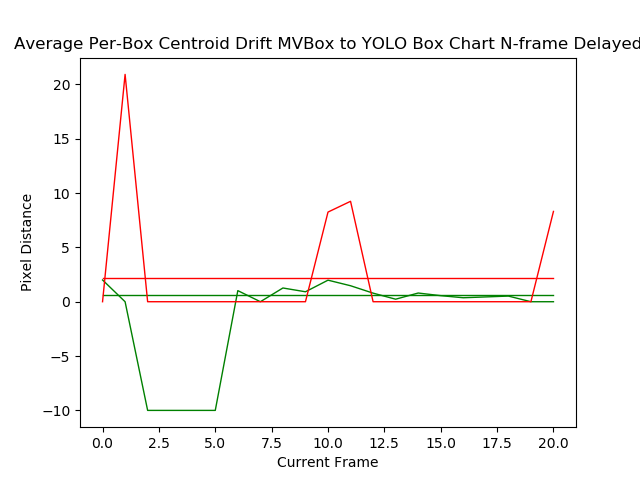 Average Per-Box Centroid Drift MVBox to YOLO Box Chart N-frame Delayed
20
15
10
5
0
−10
−5
Pixel Distance
0.0 2.5 5.0 7.5 10.0 12.5 15.0 17.5 20.0
Current Frame